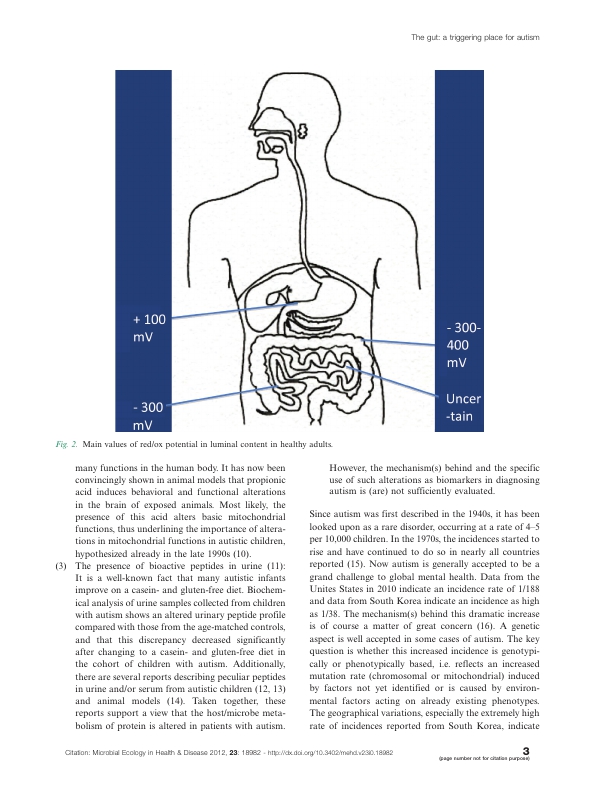 The gut: a triggering place for autism
+ 100
mV
- 300-
400
mV
Uncer
-tain
- 300
mV
Fig. 2. Main values of red/ox potential in luminal content in healthy adults.
many functions in the human body. It has now been
convincingly shown in animal models that propionic
acid induces behavioral and functional alterations
in the brain of exposed animals. Most likely, the
presence of this acid alters basic mitochondrial
functions, thus underlining the importance of altera-
tions in mitochondrial functions in autistic children,
hypothesized already in the late 1990s (10).
(3) The presence of bioactive peptides in urine (11):
It is a well-known fact that many autistic infants
improve on a casein- and gluten-free diet. Biochem-
ical analysis of urine samples collected from children
with autism shows an altered urinary peptide profile
compared with those from the age-matched controls,
and that this discrepancy decreased significantly
after changing to a casein- and gluten-free diet in
the cohort of children with autism. Additionally,
there are several reports describing peculiar peptides
in urine and/or serum from autistic children (12, 13)
and animal models (14). Taken together, these
reports support a view that the host/microbe meta-
bolism of protein is altered in patients with autism.
However, the mechanism(s) behind and the specific
use of such alterations as biomarkers in diagnosing
autism is (are) not sufficiently evaluated.
Since autism was first described in the 1940s, it has been
looked upon as a rare disorder, occurring at a rate of 4–5
per 10,000 children. In the 1970s, the incidences started to
rise and have continued to do so in nearly all countries
reported (15). Now autism is generally accepted to be a
grand challenge to global mental health. Data from the
Unites States in 2010 indicate an incidence rate of 1/188
and data from South Korea indicate an incidence as high
as 1/38. The mechanism(s) behind this dramatic increase
is of course a matter of great concern (16). A genetic
aspect is well accepted in some cases of autism. The key
question is whether this increased incidence is genotypi-
cally or phenotypically based, i.e. reflects an increased
mutation rate (chromosomal or mitochondrial) induced
by factors not yet identified or is caused by environ-
mental factors acting on already existing phenotypes.
The geographical variations, especially the extremely high
rate of incidences reported from South Korea, indicate
Citation: Microbial Ecology in Health & Disease 2012, 23: 18982 - http://dx.doi.org/10.3402/mehd.v23i0.18982
3
(page number not for citation purpose)